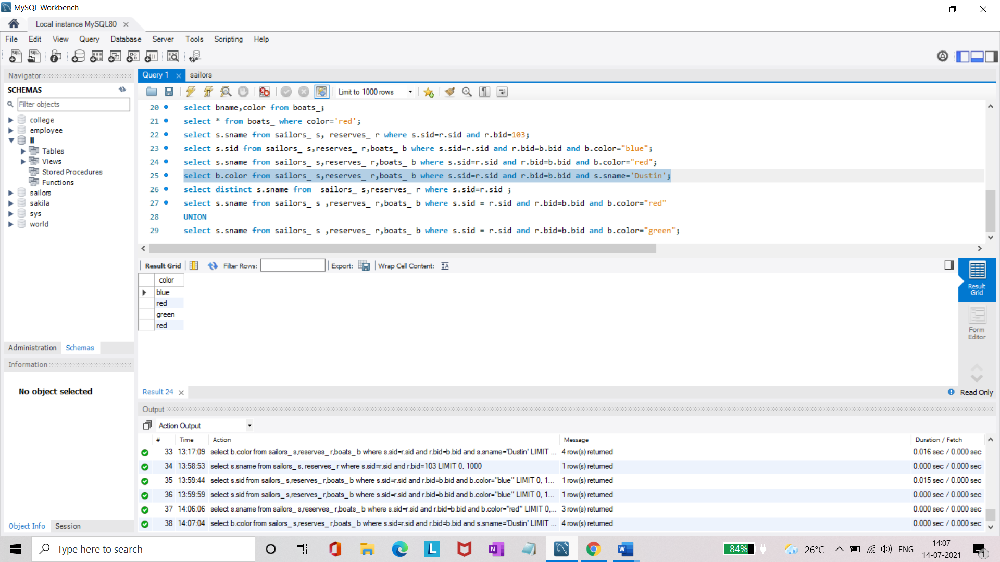 MySQL Workbench
Local instance MySQL80
File Edit View Query Database Server Tools Scripting Help
Navigator
SCHEMAS
Filter objects
college
employee
ll
Tables
Views
Stored Procedures
Functions
sailors
sakila
sys
world
Administration Schemas
Information
No object selected
Object Info Session
Query 1 sailors
Limit to 1000 rows
20 select bname,color from boats_;
21 select * from boats_ where color='red';
22 select s.sname from sailors_ s, reserves_ r where s.sid=r.sid and r.bid=103;
23 select s.sid from sailors_ s,reserves_ r,boats_ b where s.sid=r.sid and r.bid=b.bid and b.color="blue";
24 select s.sname from sailors_ s,reserves_ r,boats_ b where s.sid=r.sid and r.bid=b.bid and b.color="red";
25 select b.color from sailors_ s,reserves_ r,boats_ b where s.sid=r.sid and r.bid=b.bid and s.sname='Dustin';
26 select distinct s.sname from  sailors_ s,reserves_ r where s.sid=r.sid ;
27 select s.sname from sailors_ s ,reserves_ r,boats_ b where s.sid = r.sid and r.bid=b.bid and b.color="red"
28 UNION
29 select s.sname from sailors_ s ,reserves_ r,boats_ b where s.sid = r.sid and r.bid=b.bid and b.color="green";
Result Grid Filter Rows: Export: Wrap Cell Content:
color
blue
red
green
red
Result Grid
Form Editor
Result 24
Read Only
Output
Action Output
# Time Action Message Duration / Fetch
33 13:17:09 select b.color from sailors_ s,reserves_ r,boats_ b where s.sid=r.sid and r.bid=b.bid and s.sname='Dustin' LIMIT ... 4 row(s) returned 0.016 sec / 0.000 sec
34 13:58:53 select s.sname from sailors_ s, reserves_ r where s.sid=r.sid and r.bid=103 LIMIT 0, 1000 1 row(s) returned 0.000 sec / 0.000 sec
35 13:59:44 select s.sid from sailors_ s,reserves_ r,boats_ b where s.sid=r.sid and r.bid=b.bid and b.color="blue" LIMIT 0, 1... 1 row(s) returned 0.015 sec / 0.000 sec
36 13:59:59 select s.sid from sailors_ s,reserves_ r,boats_ b where s.sid=r.sid and r.bid=b.bid and b.color="blue" LIMIT 0, 1... 1 row(s) returned 0.000 sec / 0.000 sec
37 14:06:06 select s.sname from sailors_ s,reserves_ r,boats_ b where s.sid=r.sid and r.bid=b.bid and b.color="red" LIMIT 0,... 3 row(s) returned 0.000 sec / 0.000 sec
38 14:07:04 select b.color from sailors_ s,reserves_ r,boats_ b where s.sid=r.sid and r.bid=b.bid and s.sname='Dustin' LIMIT ... 4 row(s) returned 0.000 sec / 0.000 sec
Type here to search
84% 26°C ENG
14:07
14-07-2021
1